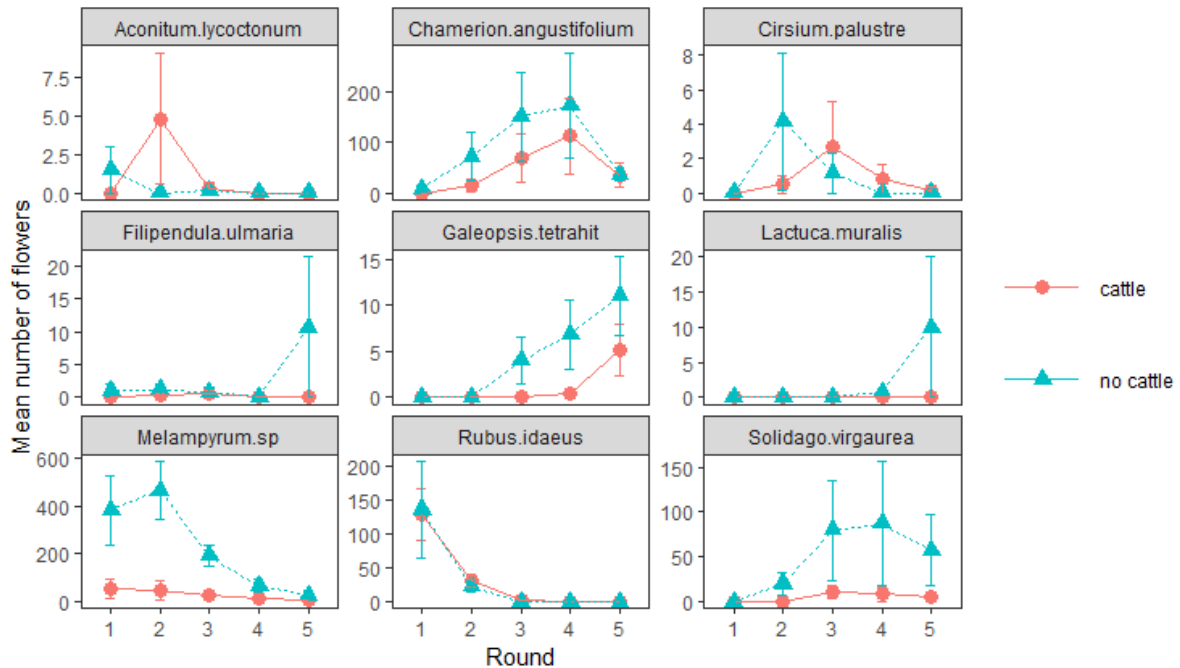 Aconitum.lycoctonum
Chamerion.angustifolium
Cirsium.palustre
7.5
5.0
2.5
0.0
200
100
0
8
6
4
2
0
Filipendula.ulmaria
Galeopsis.tetrahit
Lactuca.muralis
20
15
10
5
0
15
10
5
0
20
15
10
5
0
Melampyrum.sp
Rubus.idaeus
Solidago.virgaurea
600
400
200
0
200
150
100
50
0
150
100
50
0
1 2 3 4 5
1 2 3 4 5
1 2 3 4 5
Mean number of flowers
Round
cattle
no cattle